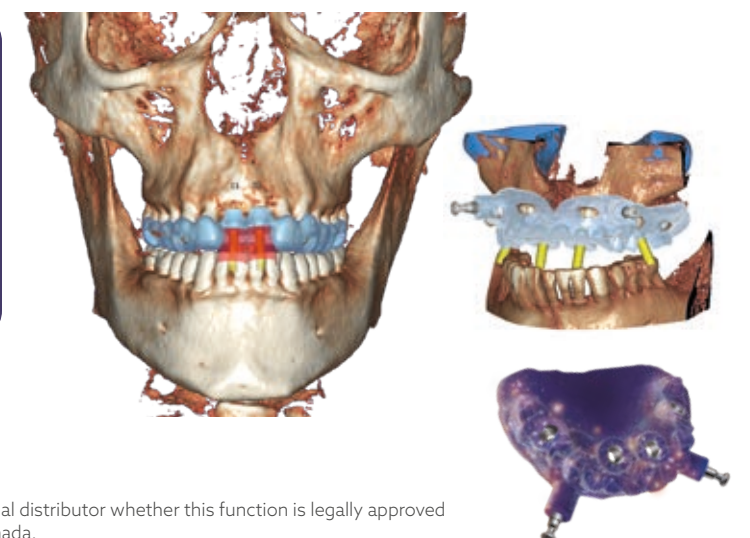 al distributor whether this function is legally approved
nada.